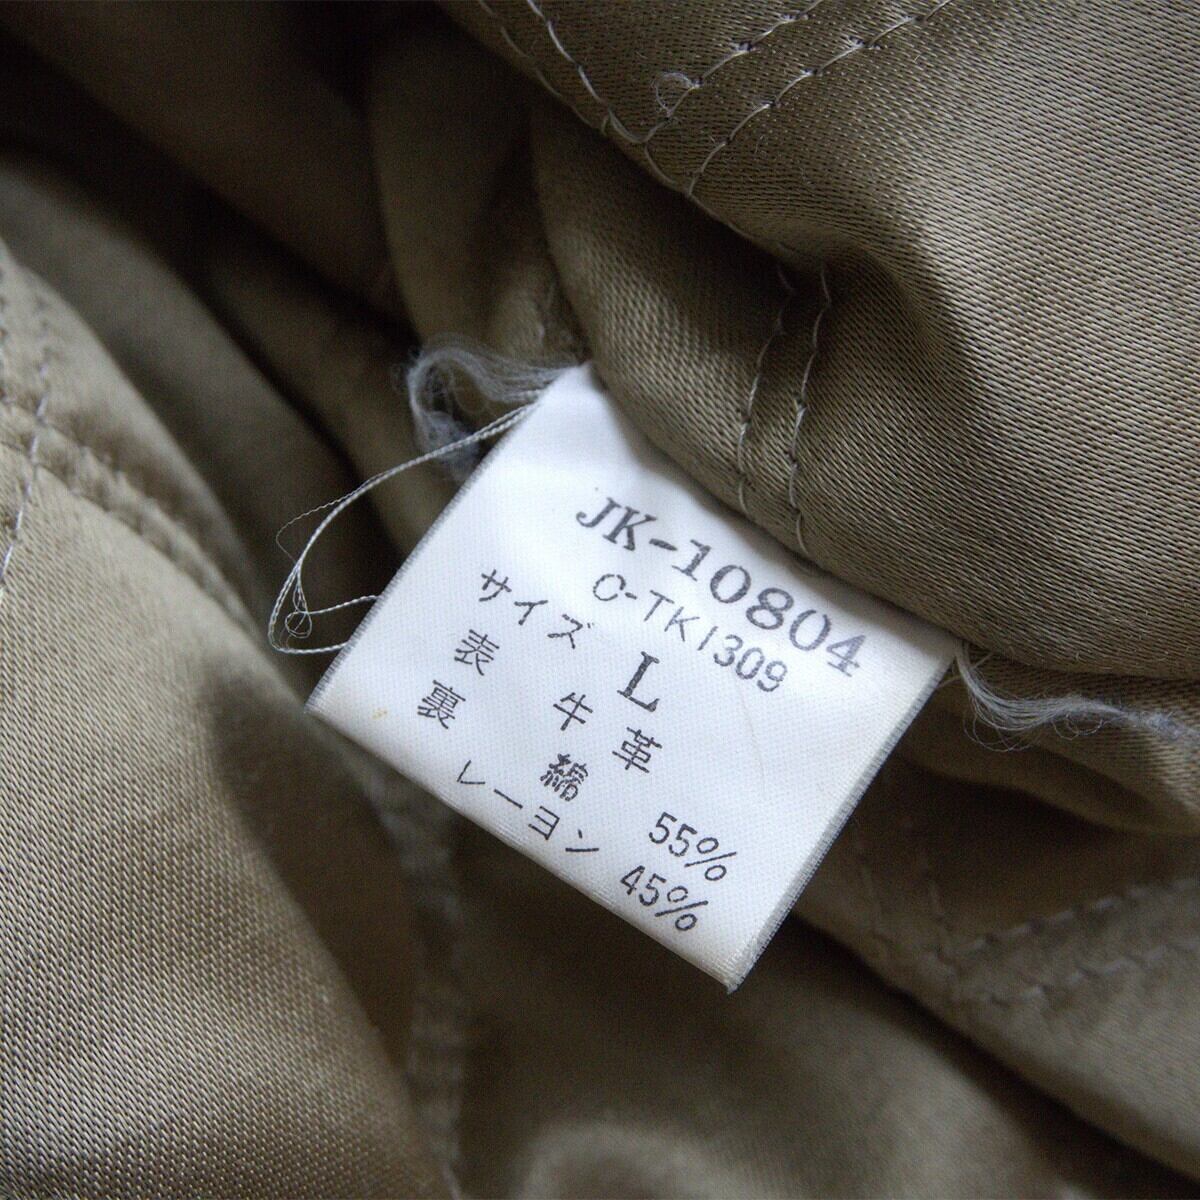 JK-10804
C-TK1309
サイズ L
表 牛革
裏 綿 55%
レーヨン 45%